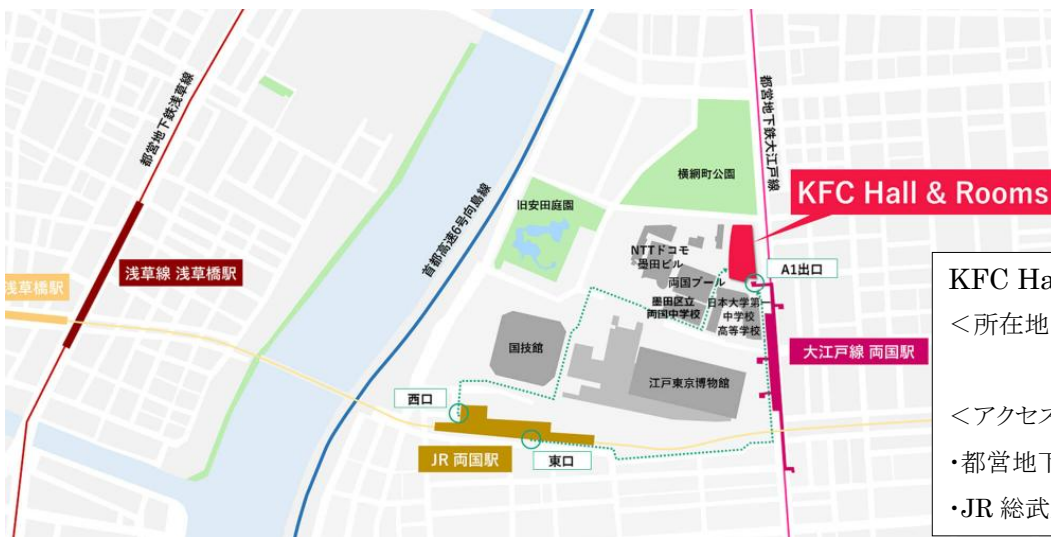 都営地下鉄浅草線
都営地下鉄大江戸線
横網町公園
KFC Hall & Rooms
旧安田庭園
首都高速6号向島線
NTTドコモ
墨田ビル
両国プール
A1出口
浅草線 浅草橋駅
浅草橋駅
墨田区立
両国中学校
日本大学第一
中学校
高等学校
国技館
大江戸線 両国駅
江戸東京博物館
西口
JR 両国駅
東口
KFC Ha
<所在地
<アクセス
・都営地下
・JR 総武